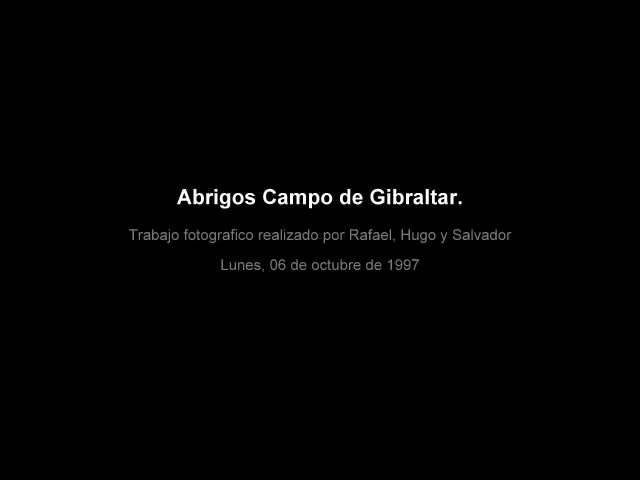 Abrigos Campo de Gibraltar.
Trabajo fotografico realizado por Rafael, Hugo y Salvador
Lunes, 06 de octubre de 1997